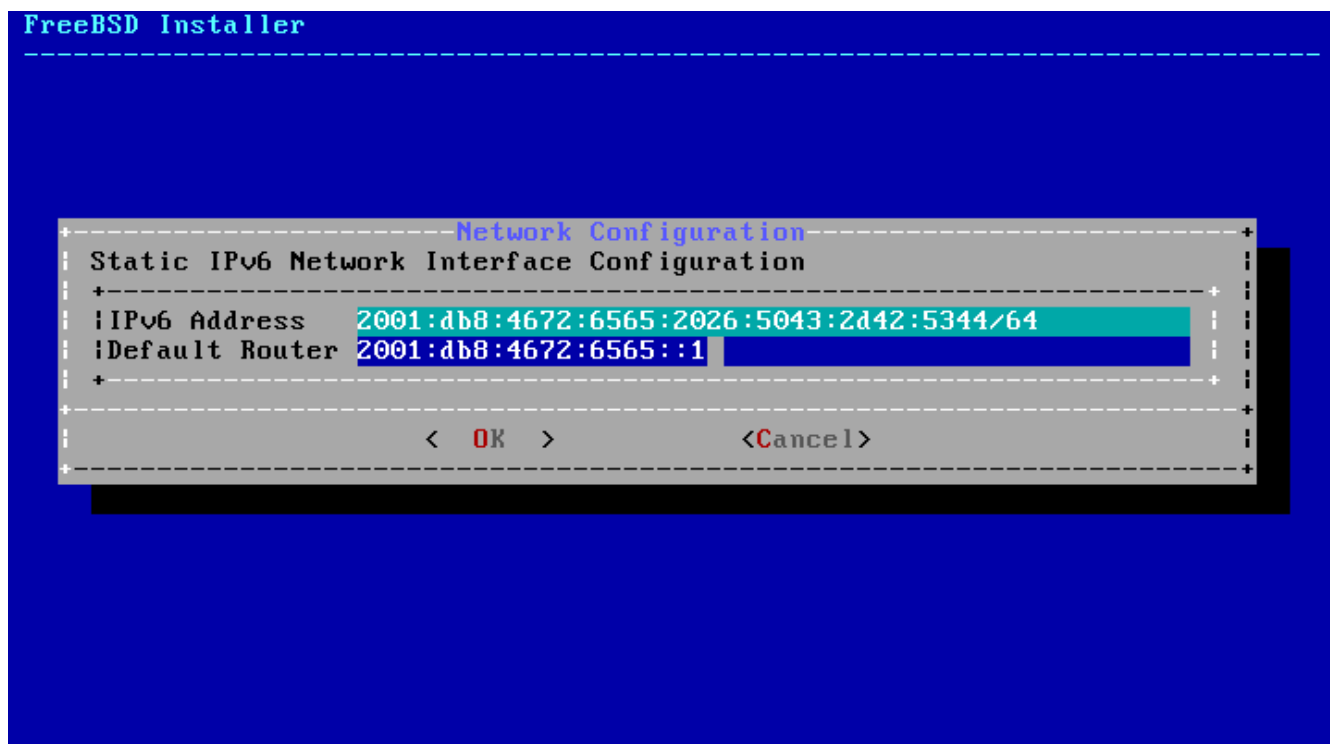 FreeBSD Installer
Network Configuration
Static IPv6 Network Interface Configuration
IPv6 Address 2001:db8:4672:6565:2026:5043:2d42:5344/64
Default Router 2001:db8:4672:6565::1
< OK > <Cancel>